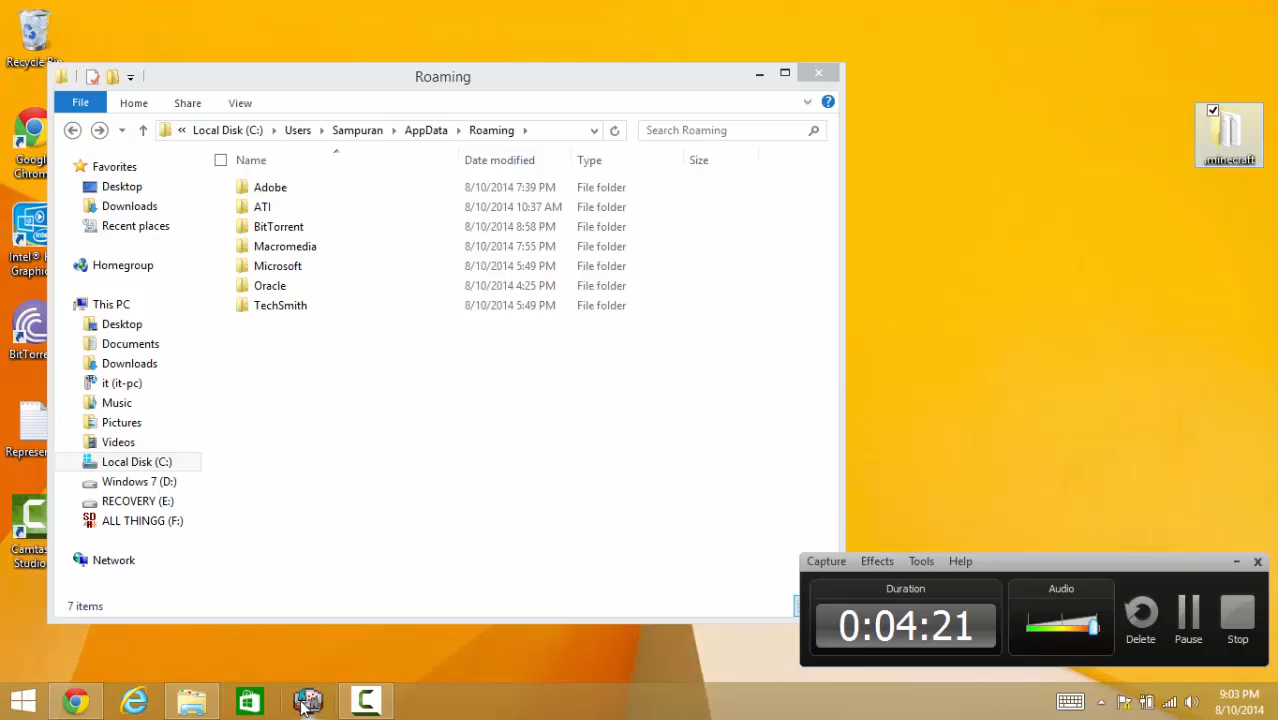 Recycle Bin
Roaming
File
Home
Share
View
« Local Disk (C:)
Users
Sampuran
AppData
Roaming
Search Roaming
Name
Date modified
Type
Size
Adobe
8/10/2014 7:39 PM
File folder
ATI
8/10/2014 10:37 AM
File folder
BitTorrent
8/10/2014 8:58 PM
File folder
Macromedia
8/10/2014 7:55 PM
File folder
Microsoft
8/10/2014 5:49 PM
File folder
Oracle
8/10/2014 4:25 PM
File folder
TechSmith
8/10/2014 5:49 PM
File folder
Favorites
Desktop
Downloads
Recent places
Homegroup
This PC
Desktop
Documents
Downloads
it (it-pc)
Music
Pictures
Videos
Local Disk (C:)
Windows 7 (D:)
RECOVERY (E:)
ALL THINGG (F:)
Network
7 items
Google
Chrom
Intel® H
Graphic
BitTorre
Represer
Camtas
Studio
.minecraft
Capture
Effects
Tools
Help
Duration
0:04:21
Audio
Delete
Pause
Stop
9:03 PM
8/10/2014